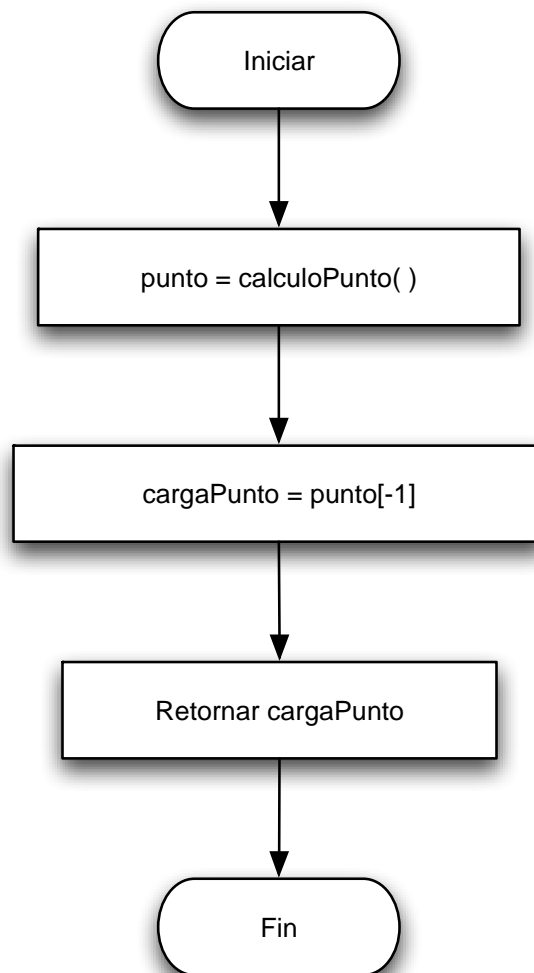 Iniciar
punto = calculoPunto( )
cargaPunto = punto[-1]
Retornar cargaPunto
Fin